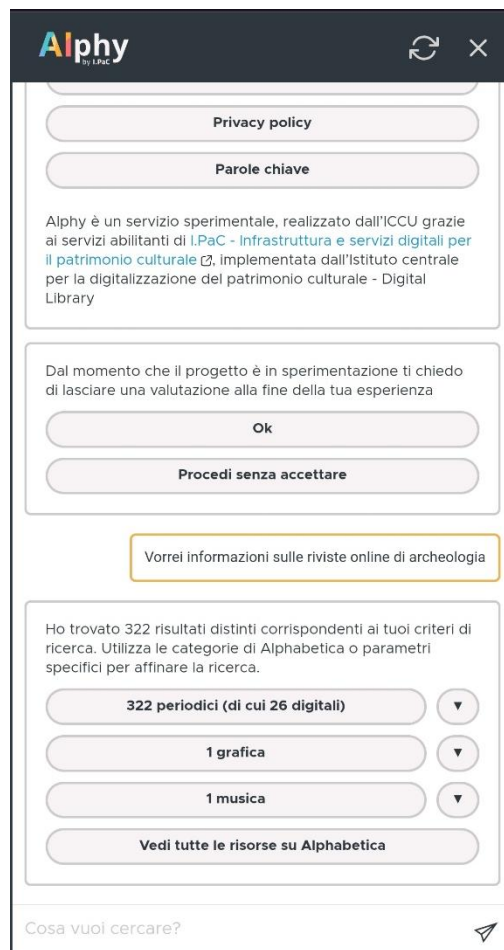 Alphy
by I.PaC
Privacy policy
Parole chiave
Alphy è un servizio sperimentale, realizzato dall'ICCU grazie
ai servizi abilitanti di I.PaC - Infrastruttura e servizi digitali per
il patrimonio culturale, implementata dall'Istituto centrale
per la digitalizzazione del patrimonio culturale - Digital
Library
Dal momento che il progetto è in sperimentazione ti chiedo
di lasciare una valutazione alla fine della tua esperienza
Ok
Procedi senza accettare
Vorrei informazioni sulle riviste online di archeologia
Ho trovato 322 risultati distinti corrispondenti ai tuoi criteri di
ricerca. Utilizza le categorie di Alphabetica o parametri
specifici per affinare la ricerca.
322 periodici (di cui 26 digitali)
1 grafica
1 musica
Vedi tutte le risorse su Alphabetica
Cosa vuoi cercare?